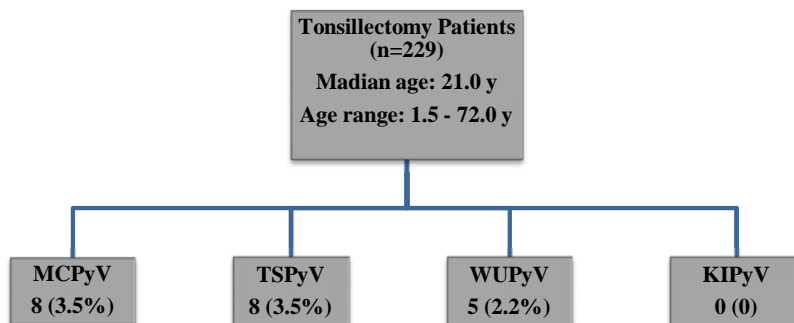 Tonsillectomy Patients
(n=229)
Madian age: 21.0 y
Age range: 1.5 - 72.0 y
MCPyV
8 (3.5%)
TSPyV
8 (3.5%)
WUPyV
5 (2.2%)
KIPyV
0 (0)